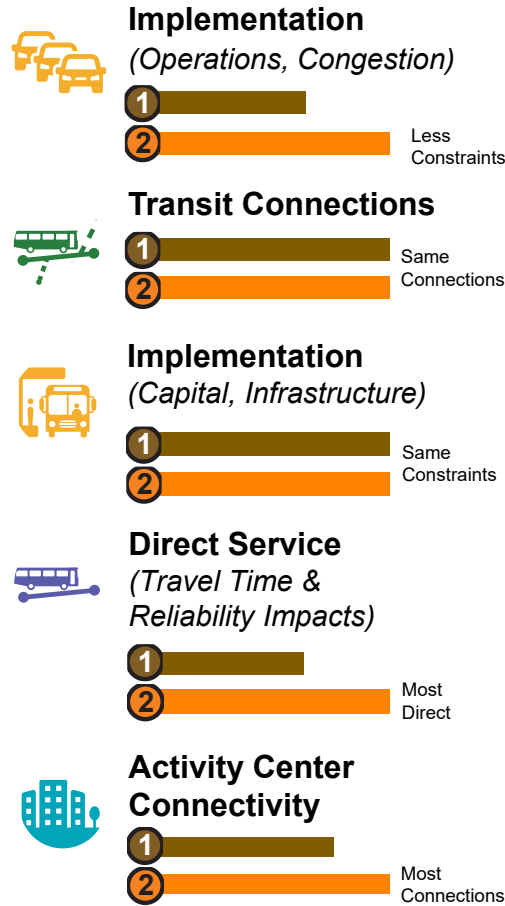 Implementation
(Operations, Congestion)
1
2
Less
Constraints
Transit Connections
1
2
Same
Connections
Implementation
(Capital, Infrastructure)
1
2
Same
Constraints
Direct Service
(Travel Time &
Reliability Impacts)
1
2
Most
Direct
Activity Center
Connectivity
1
2
Most
Connections